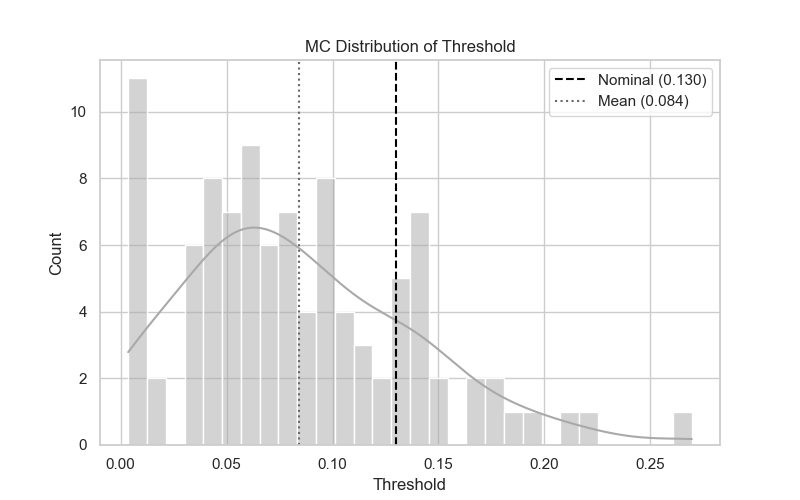 MC Distribution of Threshold
Nominal (0.130)
Mean (0.084)
Count
10
8
6
4
2
0
0.00 0.05 0.10 0.15 0.20 0.25
Threshold